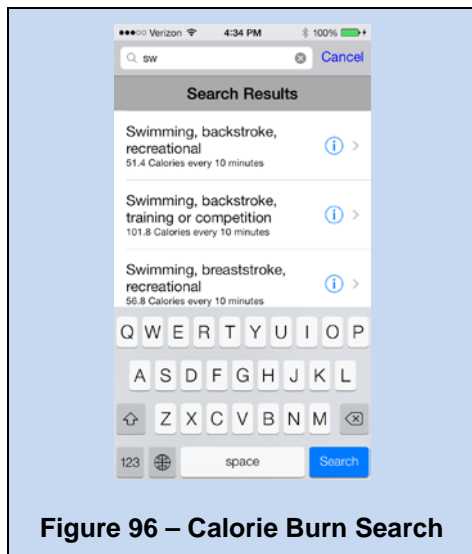 Verizon 4:34 PM 100%
sw Cancel
Search Results
Swimming, backstroke,
recreational
51.4 Calories every 10 minutes
Swimming, backstroke,
training or competition
101.8 Calories every 10 minutes
Swimming, breaststroke,
recreational
56.8 Calories every 10 minutes
Q W E R T Y U I O P
A S D F G H J K L
Z X C V B N M
123 space Search
Figure 96 – Calorie Burn Search